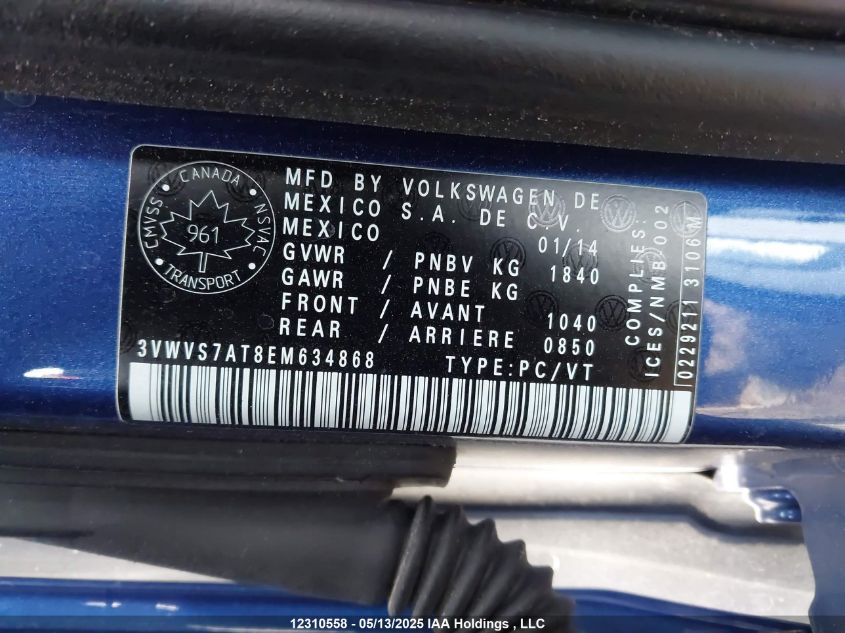 CANADA
CMVSS
NSVAC
961
TRANSPORT
MFD BY VOLKSWAGEN DE
MEXICO S.A. DE C.V.
MEXICO 01/14
GVWR / PNBV KG 1840
GAWR / PNBE KG
FRONT / AVANT 1040
REAR / ARRIERE 0850
3VWVS7AT8EM634868 TYPE:PC/VT
COMPLIES:
ICES/NMB-002
0229211 3106 M
12310558 - 05/13/2025 IAA Holdings , LLC